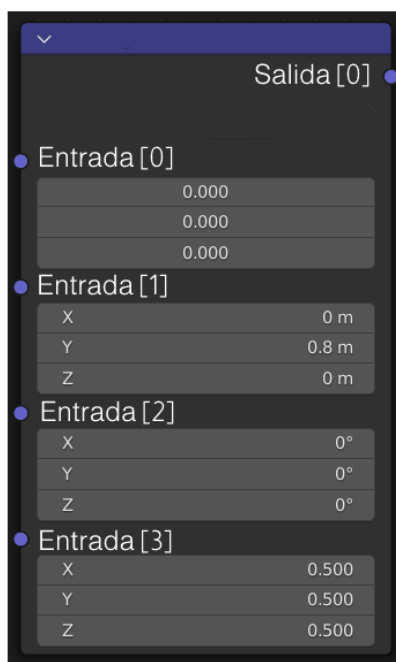 Salida [0]
Entrada [0]
0.000
0.000
0.000
Entrada [1]
X 0 m
Y 0.8 m
Z 0 m
Entrada [2]
X 0°
Y 0°
Z 0°
Entrada [3]
X 0.500
Y 0.500
Z 0.500